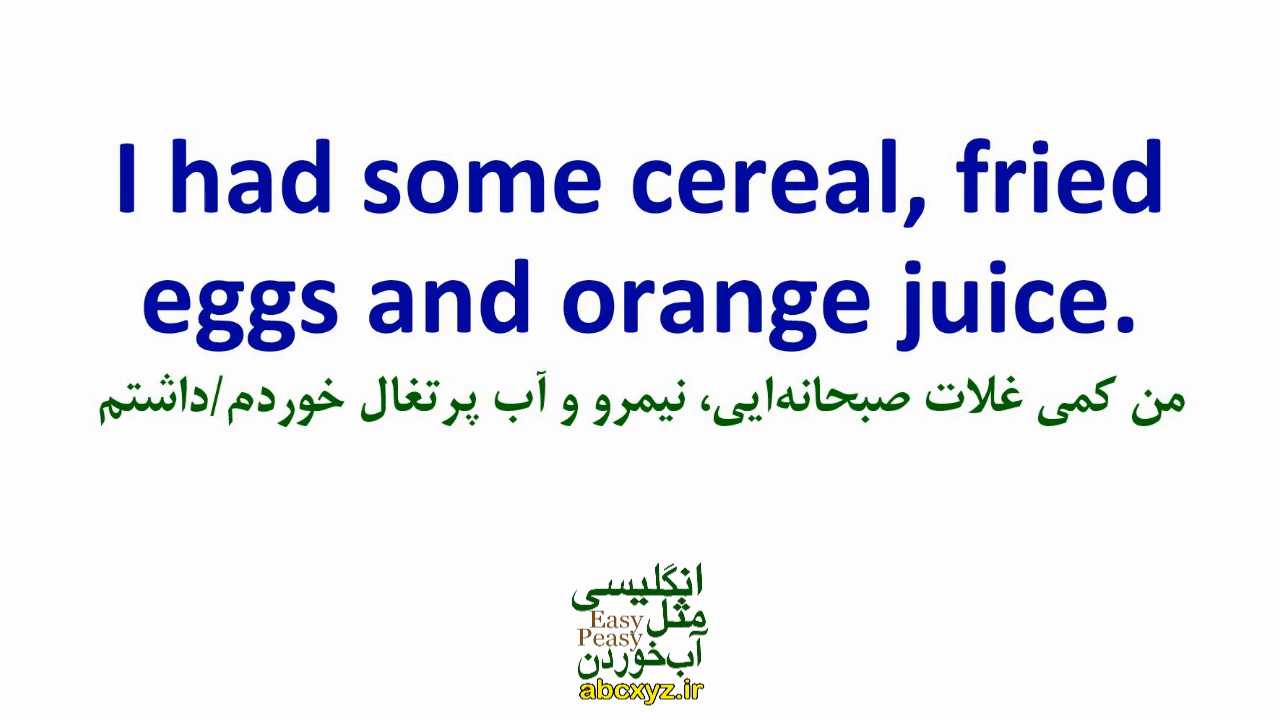 I had some cereal, fried
eggs and orange juice.
من کمی غلات صبحانه‌ایی، نیمرو و آب پرتغال خوردم/داشتم
انگلیسی
مثل
Easy
Peasy
آب‌خوردن
abcxyz.ir